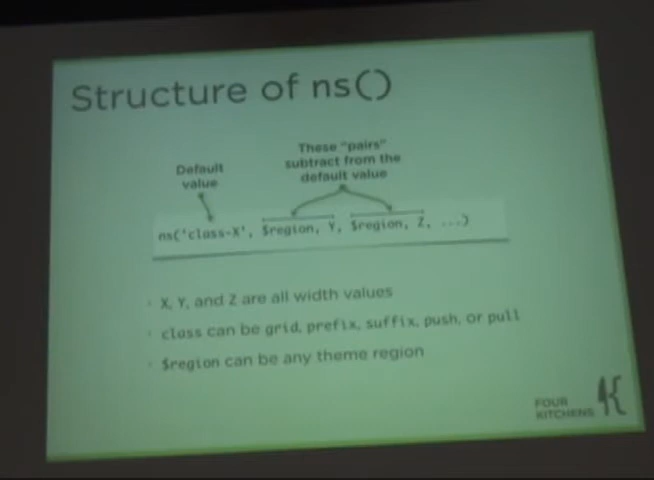 Structure of ns()
Default
value
These "pairs"
subtract from the
default value
ns('class-X', $region, Y, $region, Z, ...)
X, Y, and Z are all width values
class can be grid, prefix, suffix, push, or pull
$region can be any theme region
FOUR
KITCHENS
4K